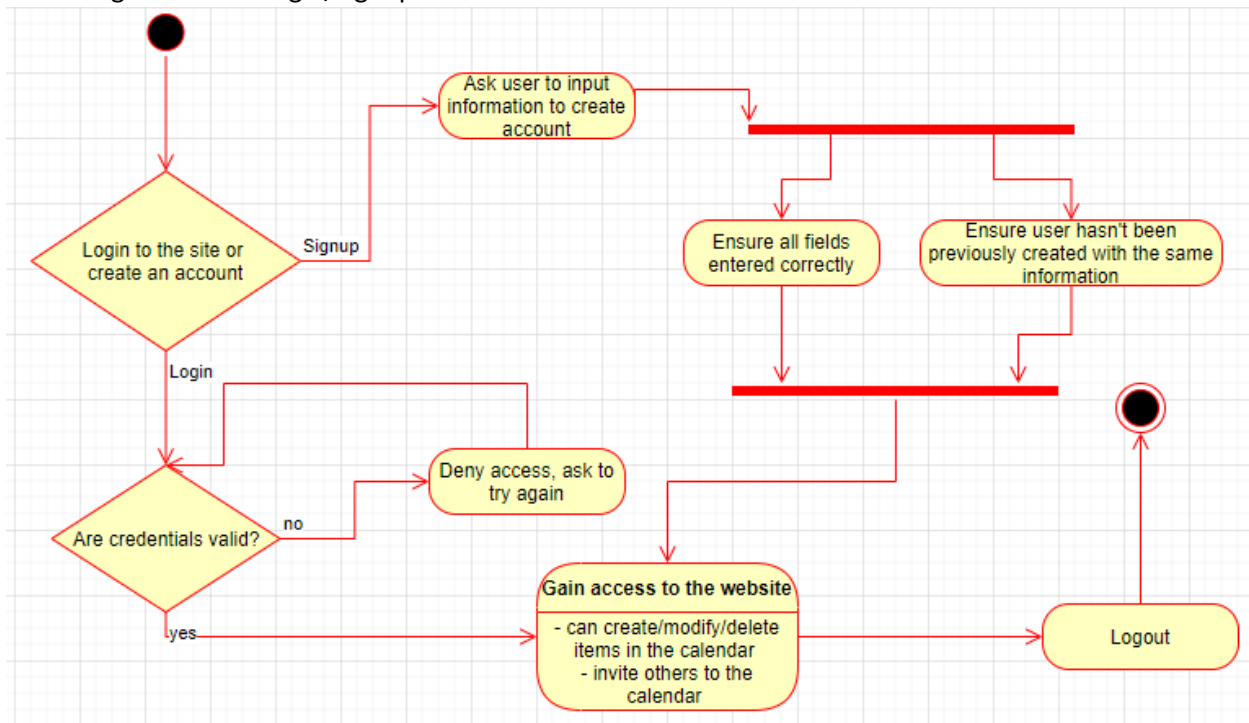 Ask user to input
information to create
account
Login to the site or
create an account
Signup
Ensure all fields
entered correctly
Ensure user hasn't been
previously created with the same
information
Login
Deny access, ask to
try again
Are credentials valid?
no
yes
Gain access to the website
- can create/modify/delete
items in the calendar
- invite others to the
calendar
Logout